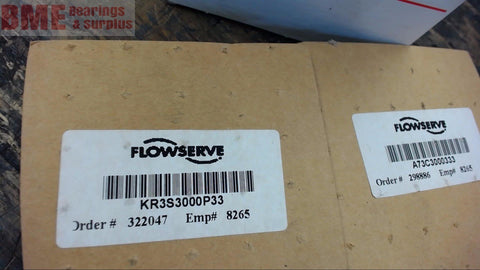 BME Bearings
& surplus
FLOWSERVE
KR3S3000P33
Order # 322047 Emp# 8265
FLOWSERVE
A73C3000333
Order # 298886 Emp# 8265